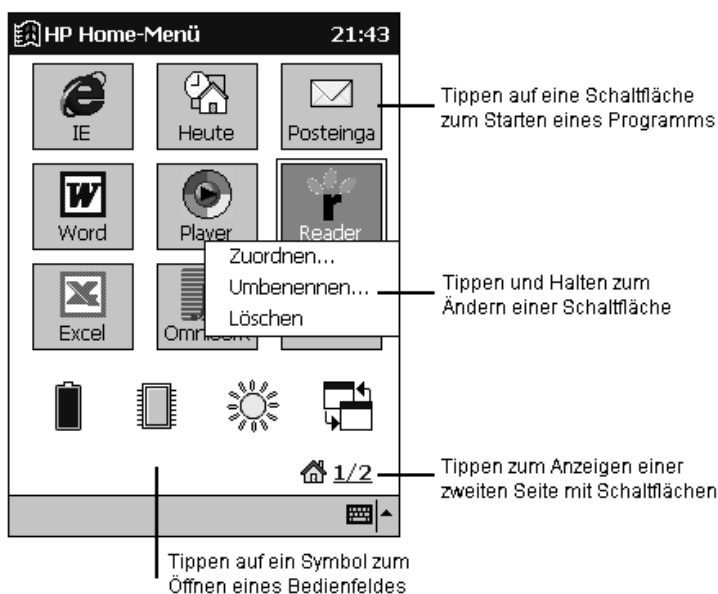 HP Home-Menü 21:43
IE Heute Posteinga
Tippen auf eine Schaltfläche
zum Starten eines Programms
Word Player Reader
Zuordnen...
Umbenennen...
Löschen
Tippen und Halten zum
Ändern einer Schaltfläche
Excel
1/2
Tippen zum Anzeigen einer
zweiten Seite mit Schaltflächen
Tippen auf ein Symbol zum
Öffnen eines Bedienfeldes